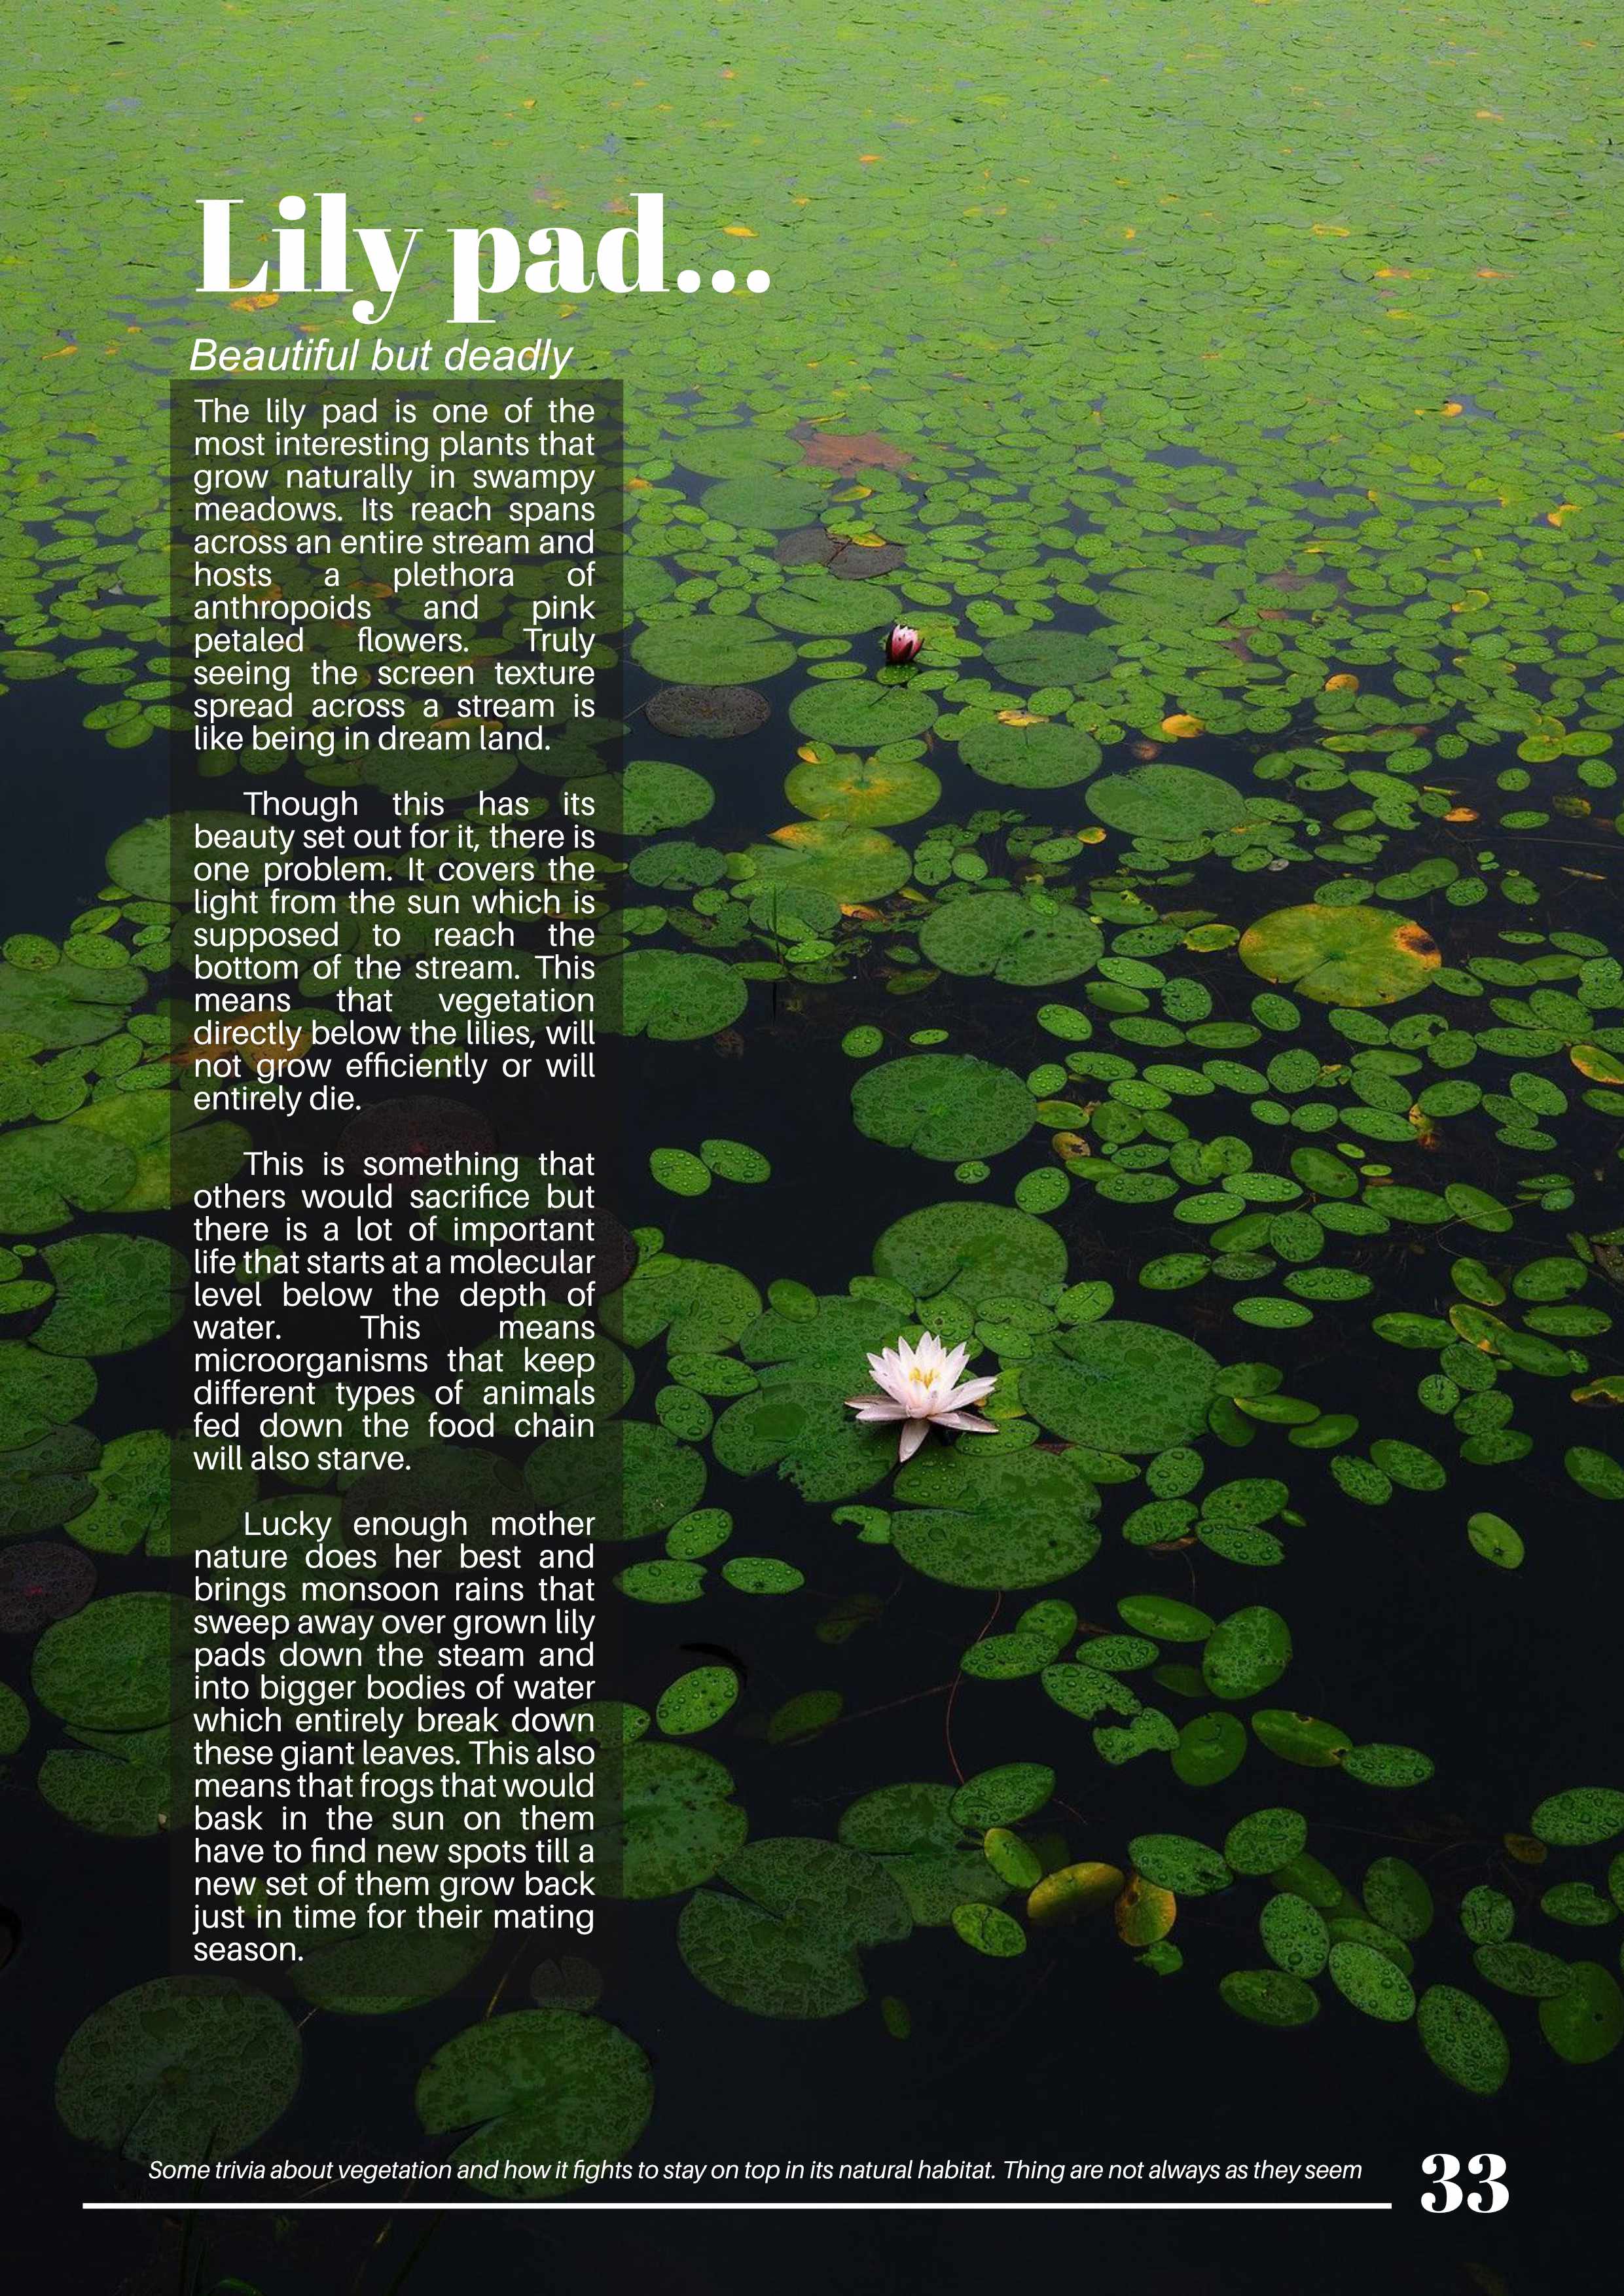 Lily pad...
Beautiful but deadly
The lily pad is one of the
most interesting plants that
grow naturally in swampy
meadows. Its reach spans
across an entire stream and
hosts a plethora of
anthropoids and pink
petaled flowers. Truly
seeing the screen texture
spread across a stream is
like being in dream land.
Though this has its
beauty set out for it, there is
one problem. It covers the
light from the sun which is
supposed to reach the
bottom of the stream. This
means that vegetation
directly below the lilies, will
not grow efficiently or will
entirely die.
This is something that
others would sacrifice but
there is a lot of important
life that starts at a molecular
level below the depth of
water. This means
microorganisms that keep
different types of animals
fed down the food chain
will also starve.
Lucky enough mother
nature does her best and
brings monsoon rains that
sweep away over grown lily
pads down the steam and
into bigger bodies of water
which entirely break down
these giant leaves. This also
means that frogs that would
bask in the sun on them
have to find new spots till a
new set of them grow back
just in time for their mating
season.
Some trivia about vegetation and how it fights to stay on top in its natural habitat. Thing are not always as they seem
33